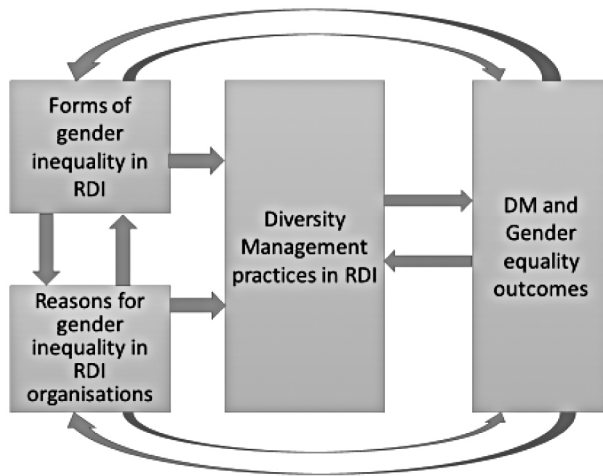 Forms of
gender
inequality in
RDI
Reasons for
gender
inequality in
RDI
organisations
Diversity
Management
practices in RDI
DM and
Gender
equality
outcomes